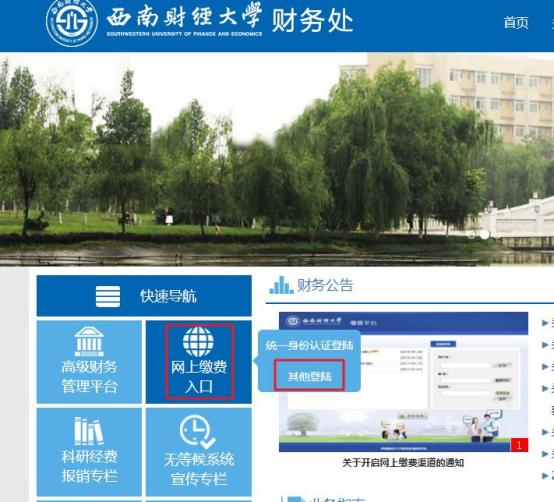 西南财经大学 财务处
SOUTHWESTERN UNIVERSITY OF FINANCE AND ECONOMICS
首页
快速导航
财务公告
高级财务
管理平台
网上缴费
入口
统一身份认证登陆
其他登陆
科研经费
报销专栏
无等候系统
宣传专栏
西南财经大学
1
关于开启网上缴费渠道的通知